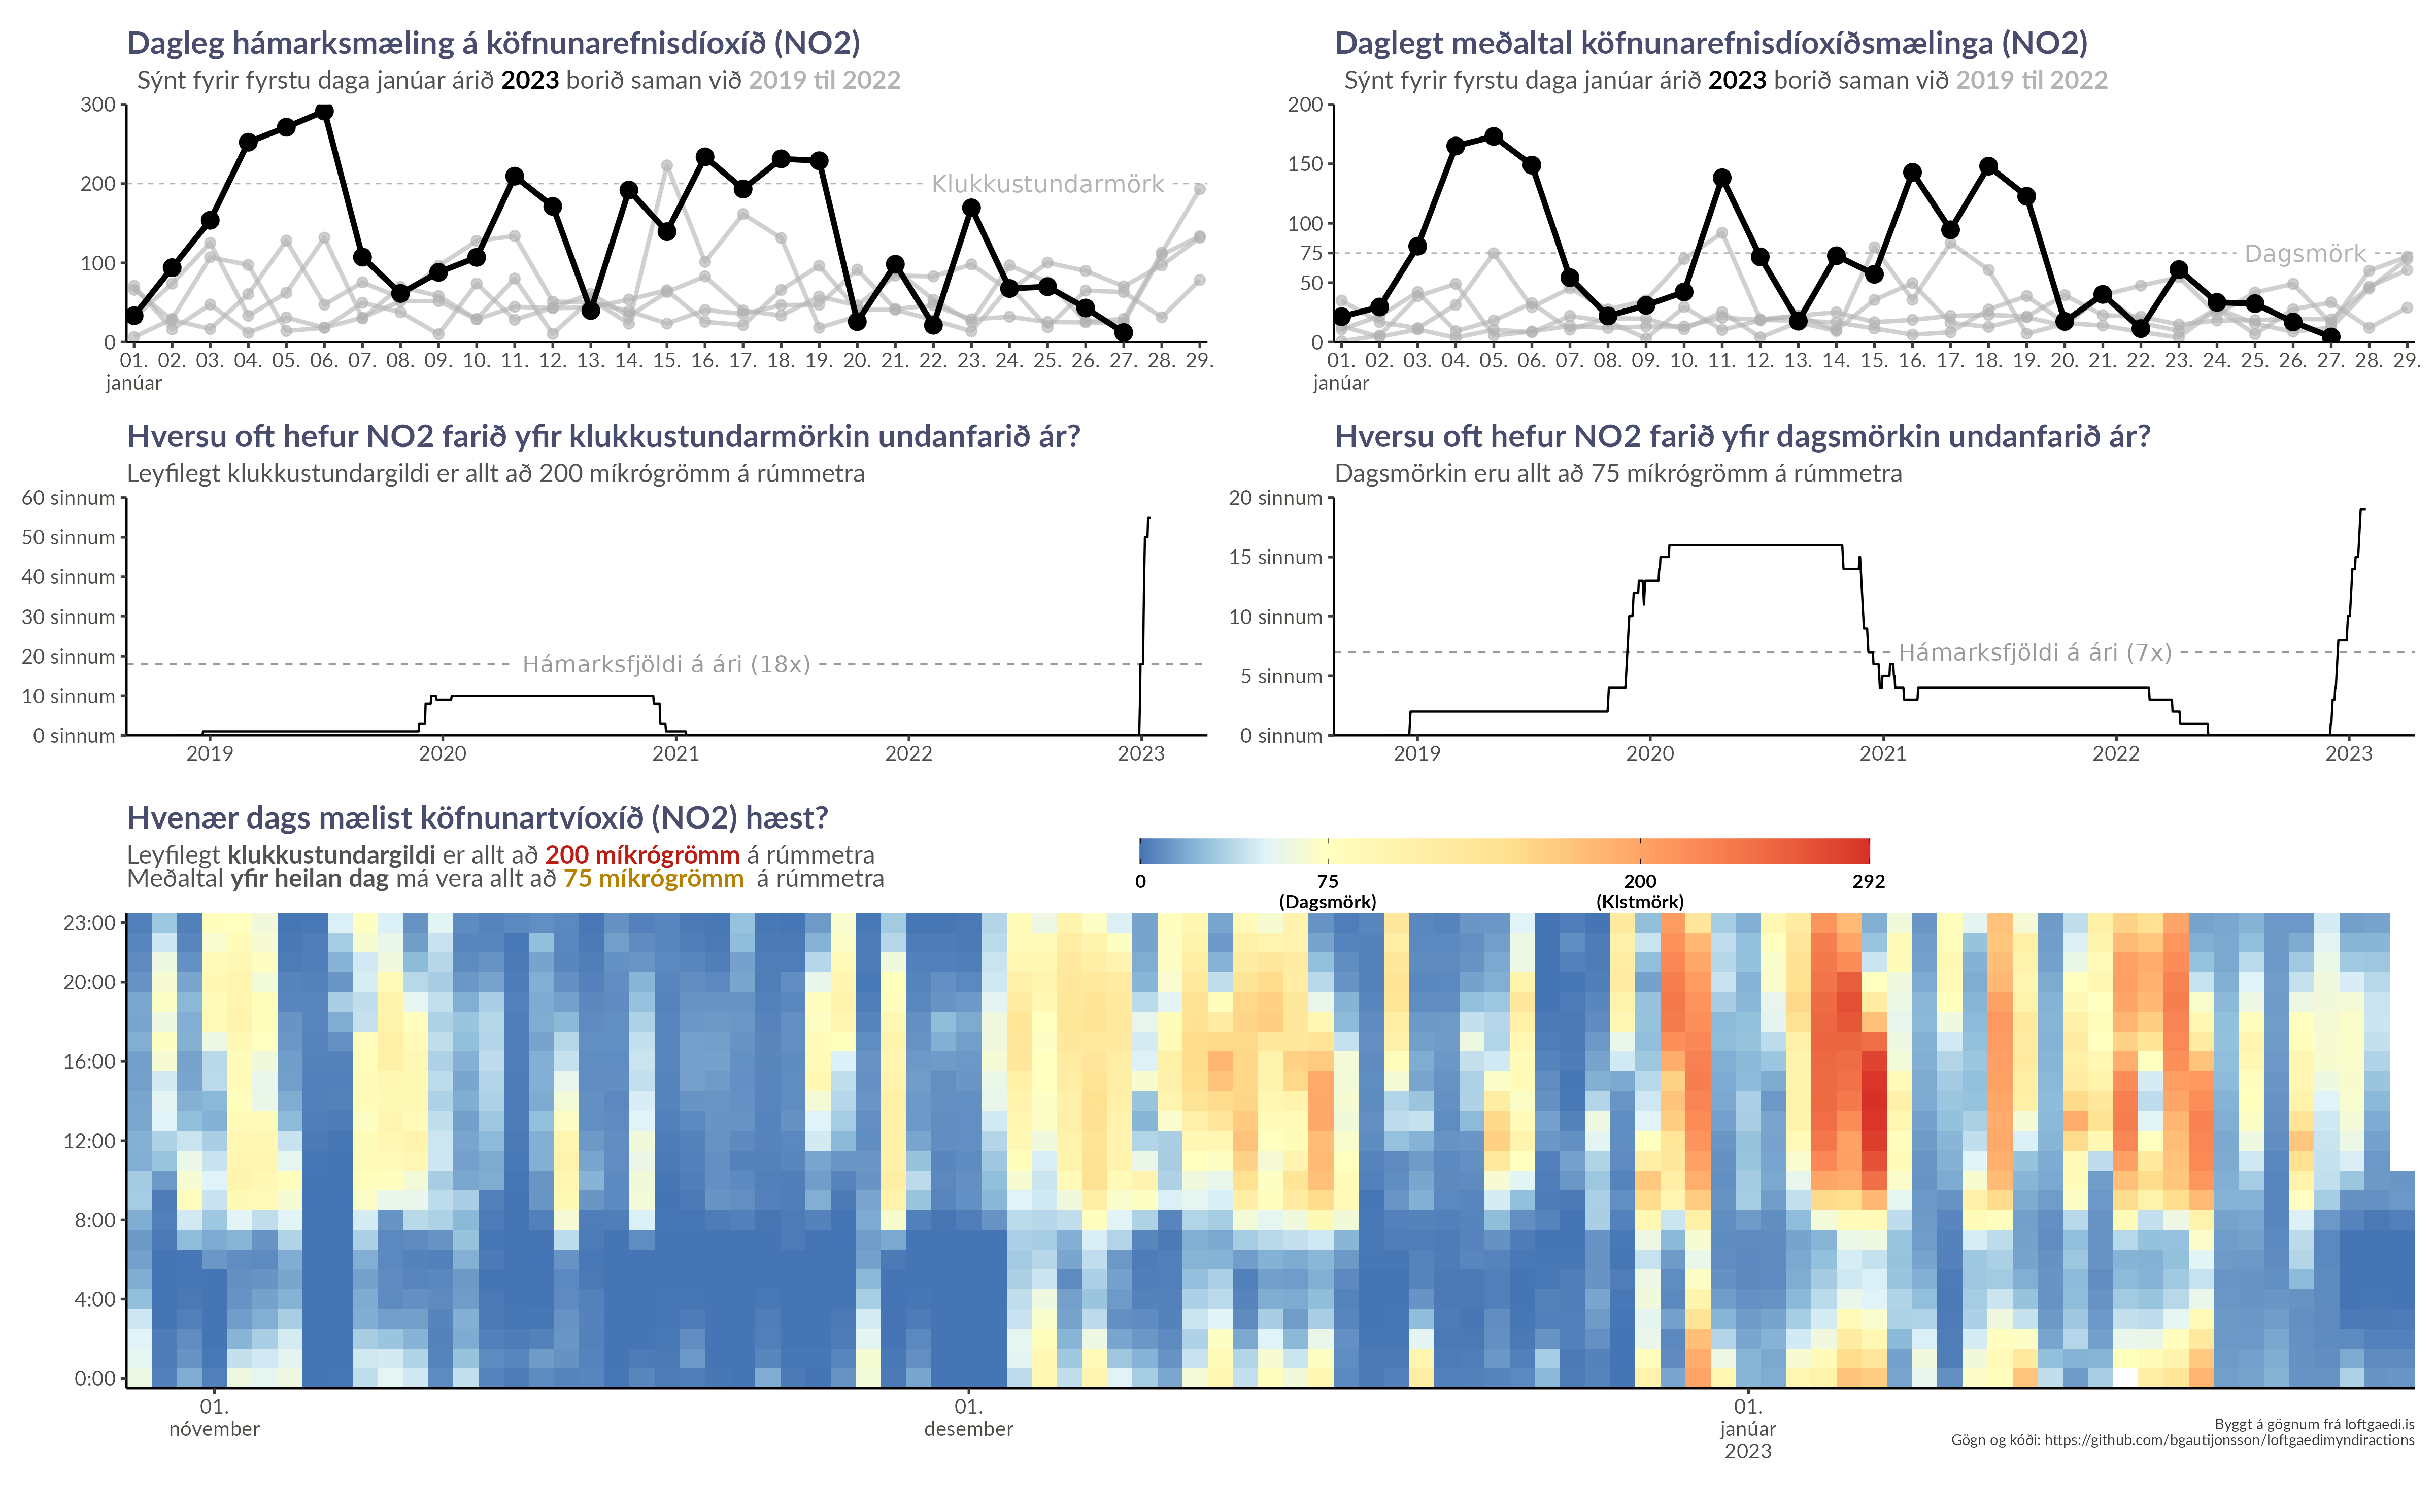 Dagleg hámarksmæling á köfnunarefnisdíoxíð (NO2)
Sýnt fyrir fyrstu daga janúar árið 2023 borið saman við 2019 til 2022
300
200
100
0
Klukkustundarmörk
01. 02. 03. 04. 05. 06. 07. 08. 09. 10. 11. 12. 13. 14. 15. 16. 17. 18. 19. 20. 21. 22. 23. 24. 25. 26. 27. 28. 29.
janúar
Daglegt meðaltal köfnunarefnisdíoxíðsmælinga (NO2)
Sýnt fyrir fyrstu daga janúar árið 2023 borið saman við 2019 til 2022
200
150
100
75
50
0
Dagsmörk
01. 02. 03. 04. 05. 06. 07. 08. 09. 10. 11. 12. 13. 14. 15. 16. 17. 18. 19. 20. 21. 22. 23. 24. 25. 26. 27. 28. 29.
janúar
Hversu oft hefur NO2 farið yfir klukkustundarmörkin undanfarið ár?
Leyfilegt klukkustundargildi er allt að 200 míkrógrömm á rúmmetra
60 sinnum
50 sinnum
40 sinnum
30 sinnum
20 sinnum
10 sinnum
0 sinnum
Hámarksfjöldi á ári (18x)
2019 2020 2021 2022 2023
Hversu oft hefur NO2 farið yfir dagsmörkin undanfarið ár?
Dagsmörkin eru allt að 75 míkrógrömm á rúmmetra
20 sinnum
15 sinnum
10 sinnum
5 sinnum
0 sinnum
Hámarksfjöldi á ári (7x)
2019 2020 2021 2022 2023
Hvenær dags mælist köfnunartvíoxíð (NO2) hæst?
Leyfilegt klukkustundargildi er allt að 200 míkrógrömm á rúmmetra
Meðaltal yfir heilan dag má vera allt að 75 míkrógrömm á rúmmetra
0 75 200 292
(Dagsmörk) (Klstmörk)
23:00
20:00
16:00
12:00
8:00
4:00
0:00
01. 01. 01.
nóvember desember janúar
2023
Byggt á gögnum frá loftgaedi.is
Gögn og kóði: https://github.com/bgautijonsson/loftgaedimyndiractions